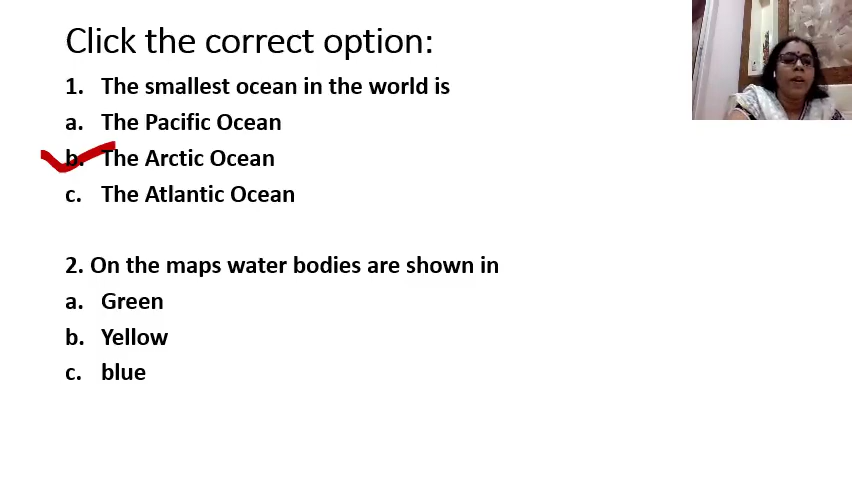 Click the correct option:
1. The smallest ocean in the world is
a. The Pacific Ocean
b. The Arctic Ocean
c. The Atlantic Ocean
2. On the maps water bodies are shown in
a. Green
b. Yellow
c. blue